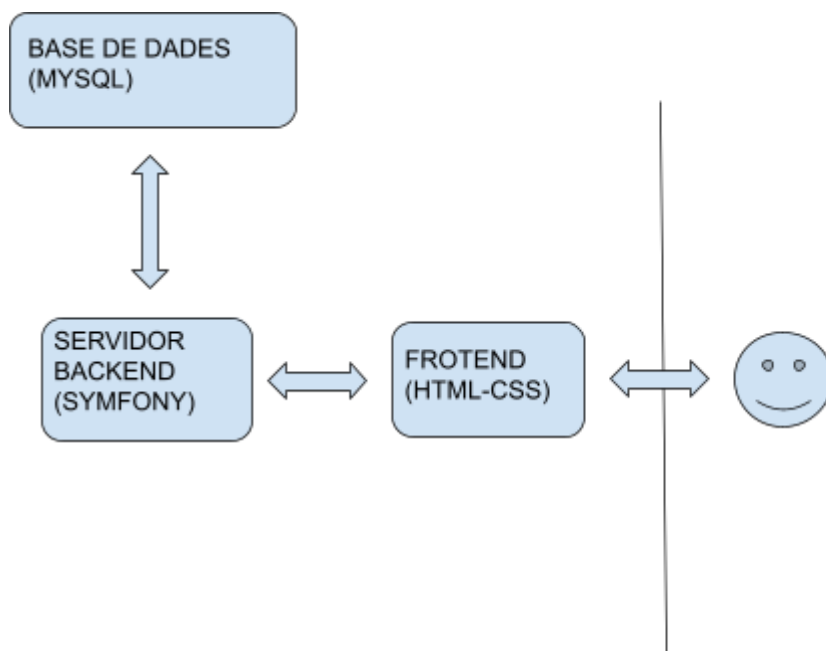 BASE DE DADES
(MYSQL)
SERVIDOR
BACKEND
(SYMFONY)
FROTEND
(HTML-CSS)